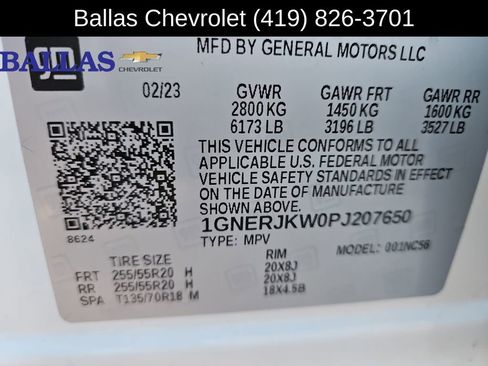 Ballas Chevrolet (419) 826-3701
MFD BY GENERAL MOTORS LLC
GM
BALLAS
CHEVROLET
02/23 GVWR GAWR FRT GAWR RR
2800 KG 1450 KG 1600 KG
6173 LB 3196 LB 3527 LB
THIS VEHICLE CONFORMS TO ALL
APPLICABLE U.S. FEDERAL MOTOR
VEHICLE SAFETY STANDARDS IN EFFECT
ON THE DATE OF MANUFACTURE
SHOWN ABOVE.
1GNERJKW0PJ207650
8624
TYPE: MPV MODEL: 001NC56
TIRE SIZE RIM
FRT 255/55R20 H 20X8J
RR 255/55R20 H 20X8J
SPA T135/70R18 M 18X4.5B